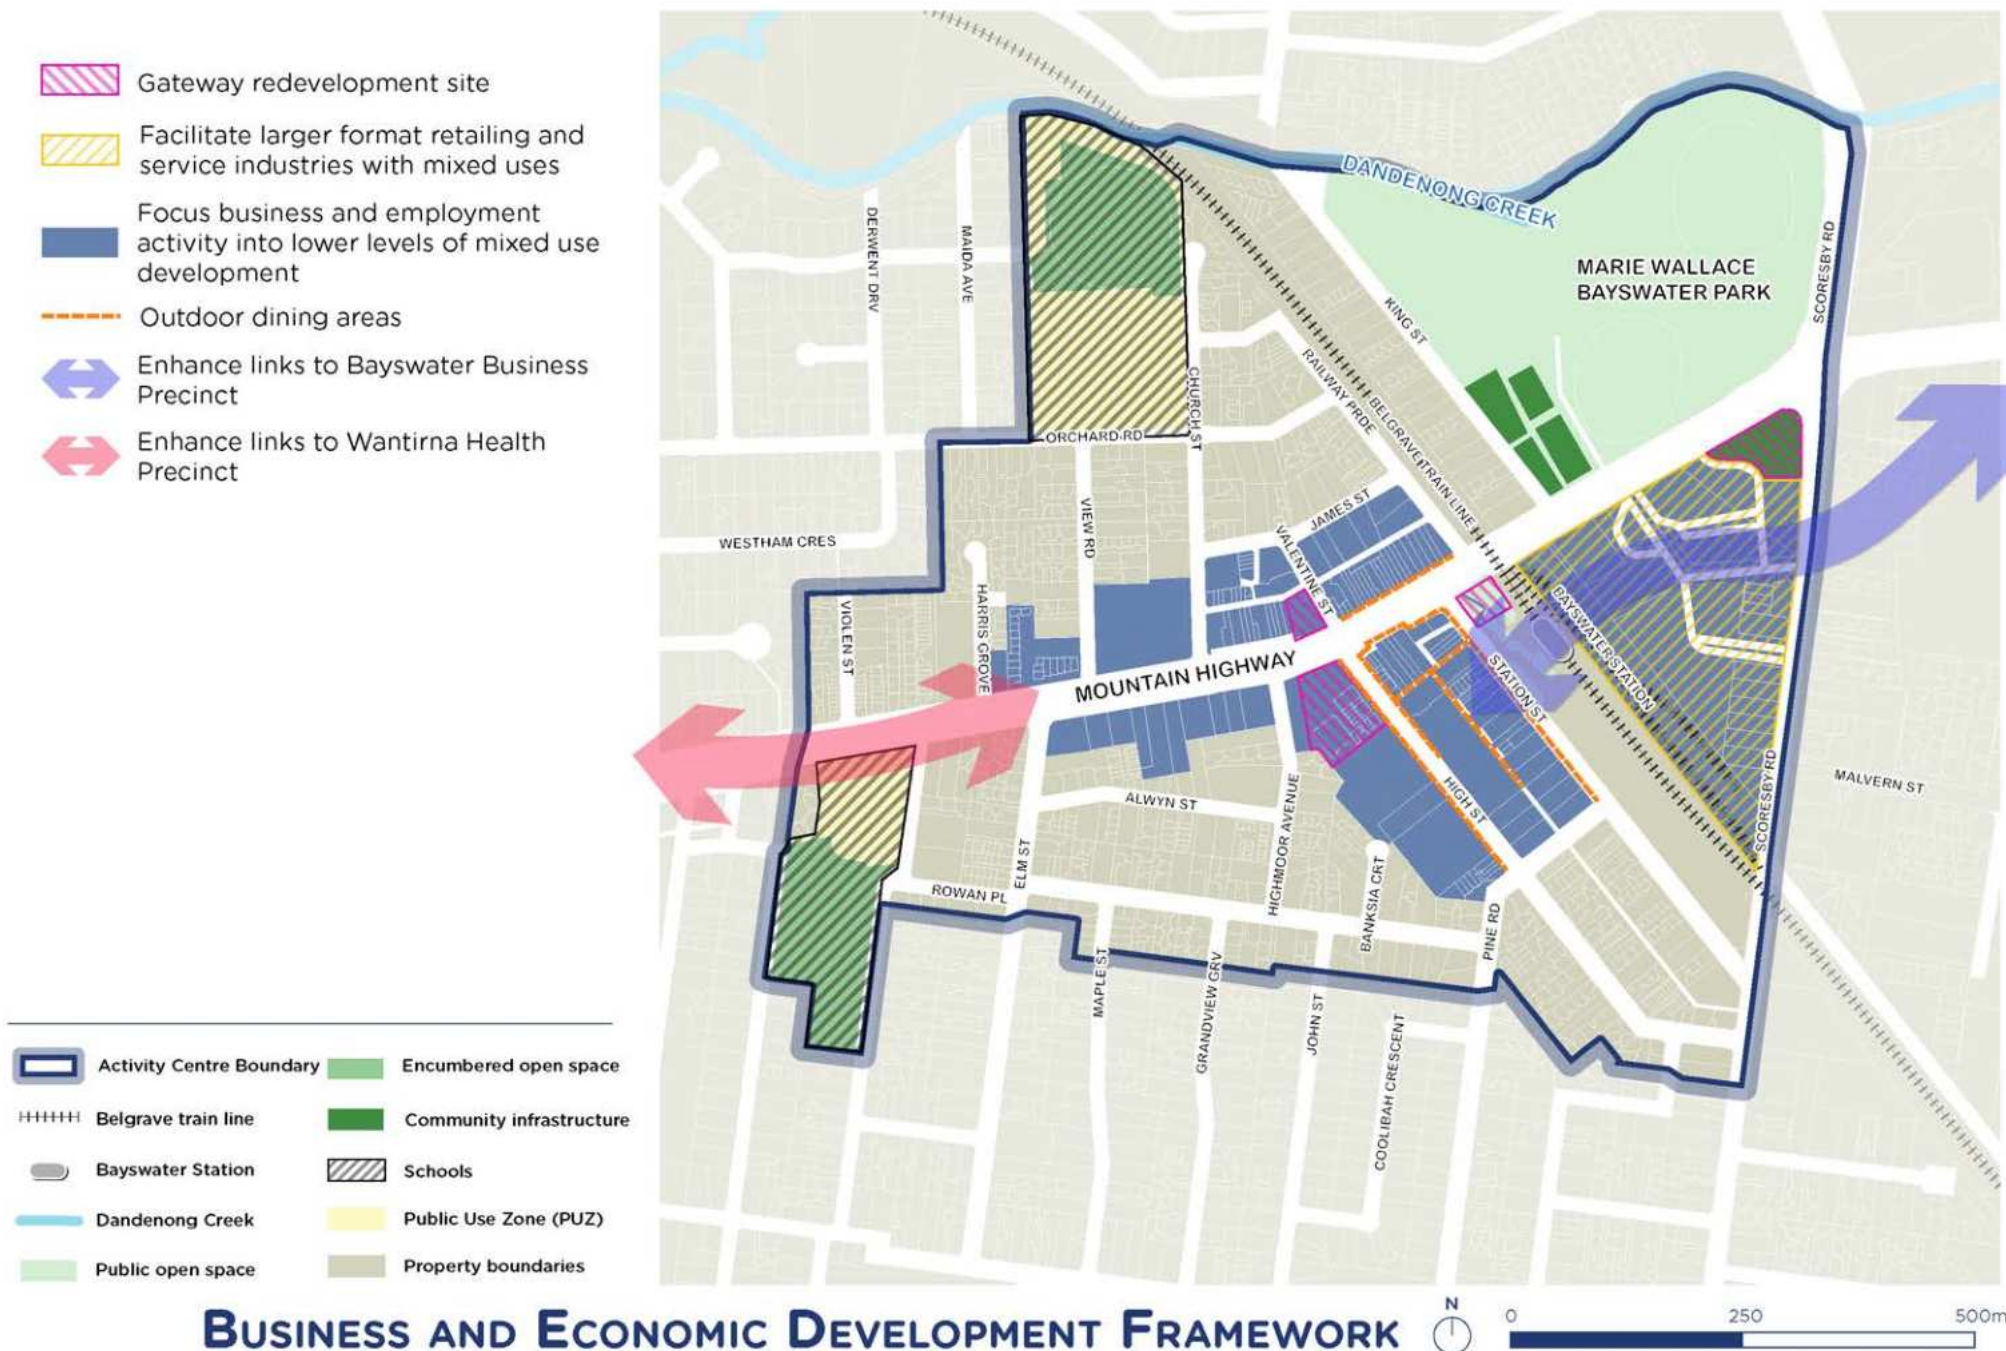 Gateway redevelopment site
Facilitate larger format retailing and
service industries with mixed uses
Focus business and employment
activity into lower levels of mixed use
development
Outdoor dining areas
Enhance links to Bayswater Business
Precinct
Enhance links to Wantirna Health
Precinct
Activity Centre Boundary
Belgrave train line
Bayswater Station
Dandenong Creek
Public open space
Encumbered open space
Community infrastructure
Schools
Public Use Zone (PUZ)
Property boundaries
DANDENONG CREEK
MARIE WALLACE
BAYSWATER PARK
SCORESBY RD
DERWENT DRV
MAIDA AVE
KING ST
RAILWAY PRDE
BELGRAVE TRAIN LINE
CHURCH ST
ORCHARD RD
VIEW RD
JAMES ST
VALENTINE ST
WESTHAM CRES
HARRIS GROVE
VIOLEN ST
MOUNTAIN HIGHWAY
BAYSWATER STATION
STATION ST
HIGH ST
SCORESBY RD
MALVERN ST
ALWYN ST
HIGHMOOR AVENUE
ELM ST
ROWAN PL
BANKSIA CRT
PINE RD
MAPLE ST
GRANDVIEW GRV
JOHN ST
COOLIBAH CRESCENT
BUSINESS AND ECONOMIC DEVELOPMENT FRAMEWORK
N
0 250 500m